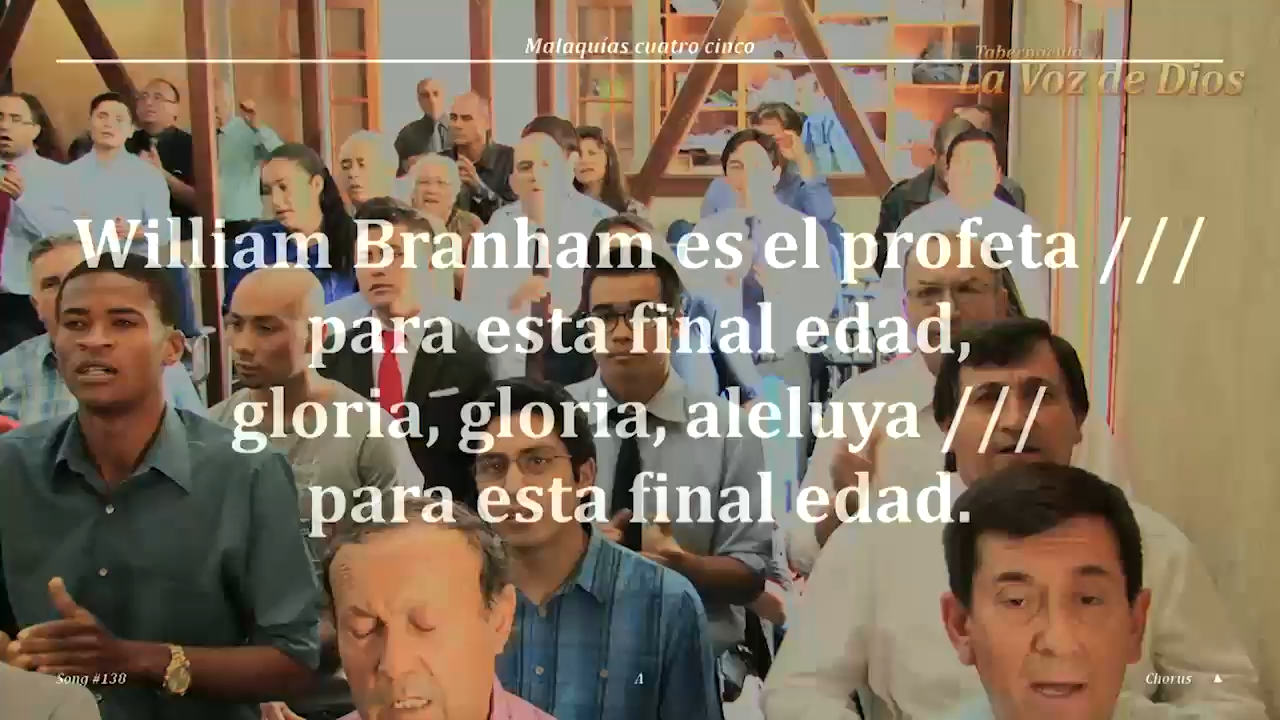 Malaquías cuatro cinco
Tabernáculo
La Voz de Dios
William Branham es el profeta ///
para esta final edad,
gloria, gloria, aleluya ///
para esta final edad.
Song #138
A
Chorus ▲